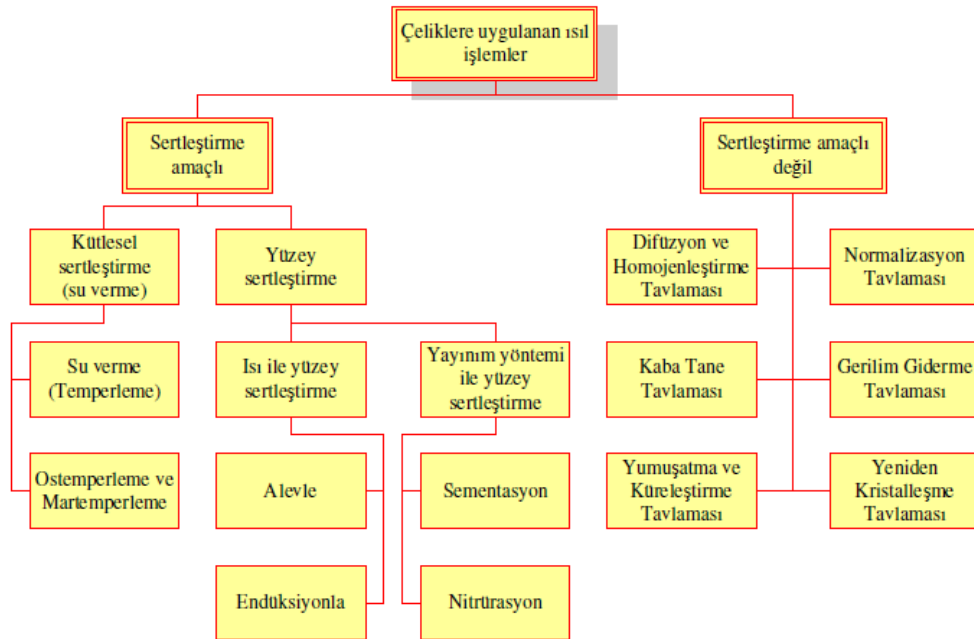 Çeliklere uygulanan ısıl
işlemler
Sertleştirme
amaçlı
Sertleştirme amaçlı
değil
Kütlesel
sertleştirme
(su verme)
Yüzey
sertleştirme
Difüzyon ve
Homojenleştirme
Tavlaması
Normalizasyon
Tavlaması
Su verme
(Temperleme)
Isı ile yüzey
sertleştirme
Yayınım yöntemi
ile yüzey
sertleştirme
Kaba Tane
Tavlaması
Gerilim Giderme
Tavlaması
Ostemperleme ve
Martemperleme
Alevle
Sementasyon
Yumuşatma ve
Küreleştirme
Tavlaması
Yeniden
Kristalleşme
Tavlaması
Endüksiyonla
Nitrürasyon